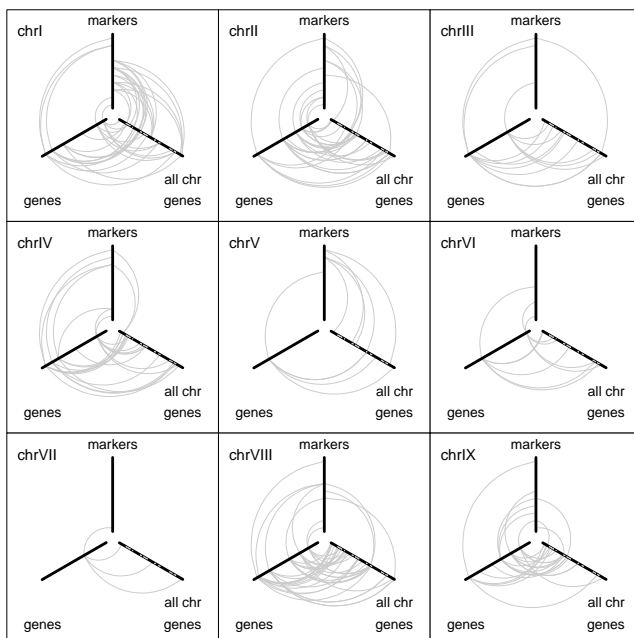 markers
chrI
all chr
genes
genes
markers
chrII
all chr
genes
genes
markers
chrIII
all chr
genes
genes
markers
chrIV
all chr
genes
genes
markers
chrV
all chr
genes
genes
markers
chrVI
all chr
genes
genes
markers
chrVII
all chr
genes
genes
markers
chrVIII
all chr
genes
genes
markers
chrIX
all chr
genes
genes